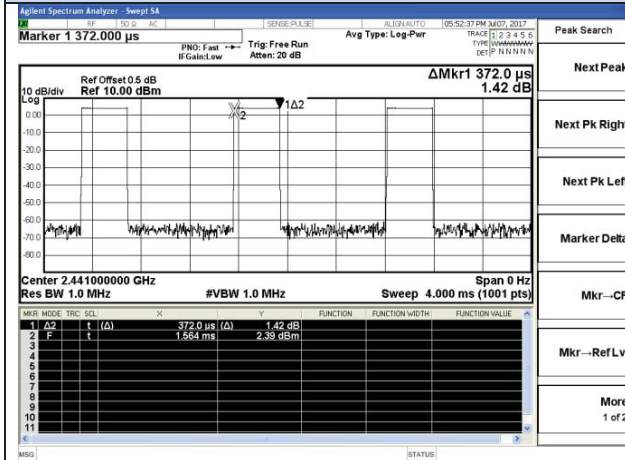 Agilent Spectrum Analyzer - Swept SA
RF 50 Ω AC SENSE:PULSE ALIGN AUTO 05:52:37 PM Jul 07, 2017
Marker 1 372.000 µs
PNO: Fast
IFGain:Low
Trig: Free Run
Atten: 20 dB
Avg Type: Log-Pwr
TRACE 1 2 3 4 5 6
TYPE
DET P N N N N N
ΔMkr1 372.0 µs
1.42 dB
Ref Offset 0.5 dB
10 dB/div Ref 10.00 dBm
Log
0.00
-10.0
-20.0
-30.0
-40.0
-50.0
-60.0
-70.0
-80.0
1Δ2
2
Center 2.441000000 GHz Span 0 Hz
Res BW 1.0 MHz #VBW 1.0 MHz Sweep 4.000 ms (1001 pts)
MKR MODE TRC SCL X Y FUNCTION FUNCTION WIDTH FUNCTION VALUE
1 Δ2 t (Δ) 372.0 us (Δ) 1.42 dB
2 F t 1.564 ms 2.39 dBm
3
4
5
6
7
8
9
10
11
MSG STATUS
Peak Search
Next Peak
Next Pk Right
Next Pk Left
Marker Delta
Mkr→CF
Mkr→Ref Lvl
More
1 of 2